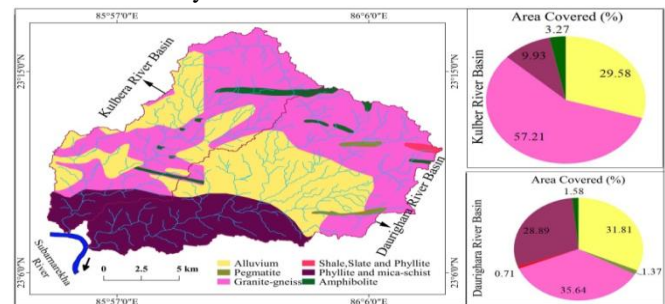 85°57'0"E
86°6'0"E
23°15'0"N
23°6'0"N
Kulbera River Basin
Daurighara River Basin
Subarnarekha
River
0 2.5 5 km
Alluvium
Pegmatite
Granite-gneiss
Shale,Slate and Phyllite
Phyllite and mica-schist
Amphibolite
85°57'0"E
86°6'0"E
23°15'0"N
23°6'0"N
Kulber River Basin
Area Covered (%)
3.27
9.93
29.58
57.21
Daurighara River Basin
Area Covered (%)
1.58
28.89
31.81
0.71
1.37
35.64